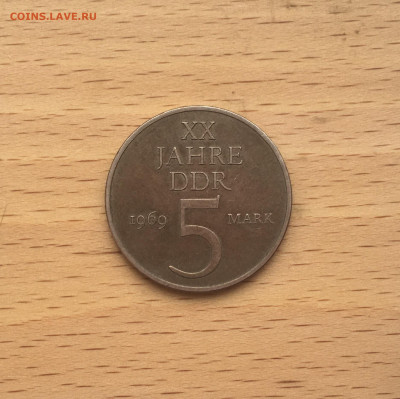 COINS.LAVE.RU
XX
JAHRE
DDR
1969 5 MARK